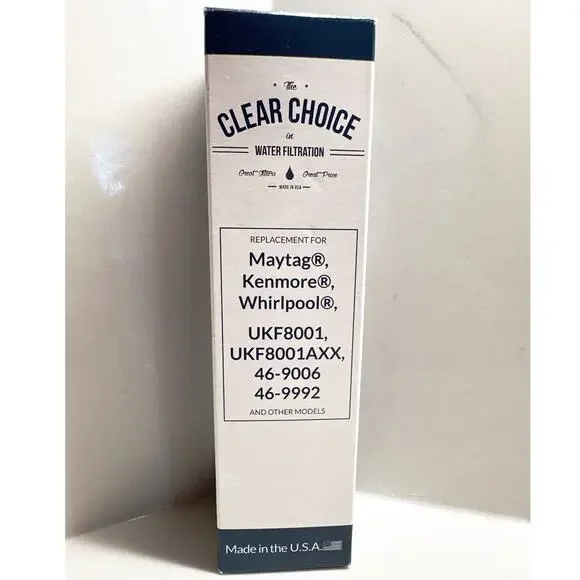 The
CLEAR CHOICE
in
WATER FILTRATION
Great Filters Great Price
MADE IN USA
REPLACEMENT FOR
Maytag®,
Kenmore®,
Whirlpool®,
UKF8001,
UKF8001AXX,
46-9006
46-9992
AND OTHER MODELS
Made in the U.S.A.